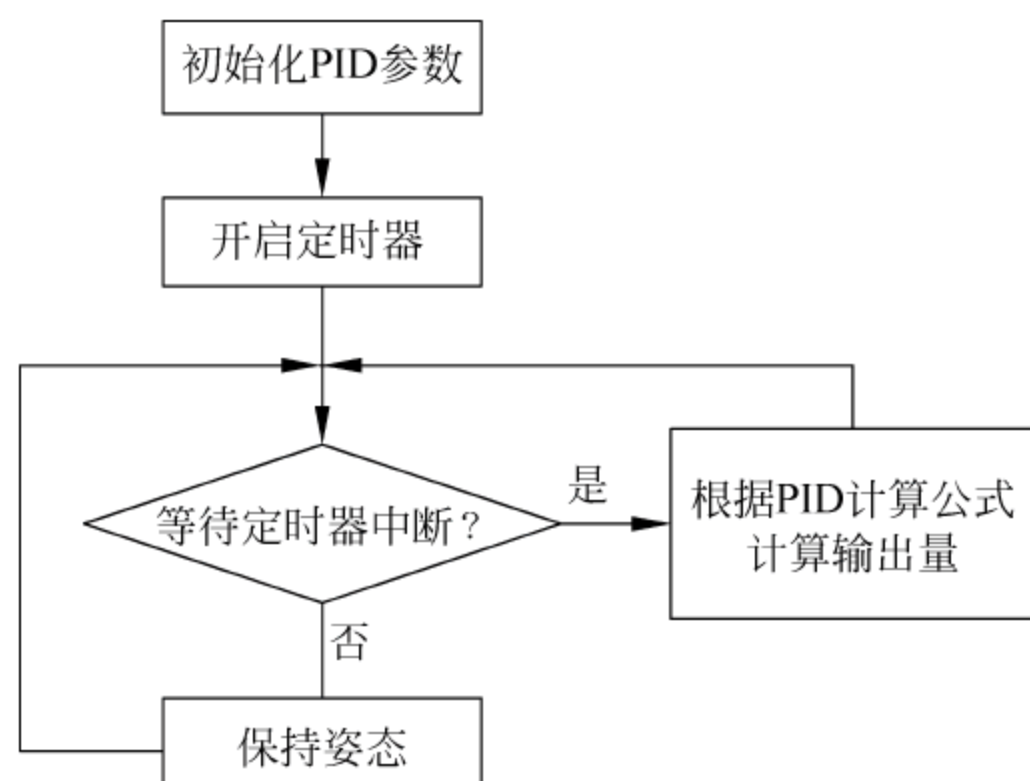 初始化PID参数
开启定时器
等待定时器中断？
是
根据PID计算公式
计算输出量
否
保持姿态